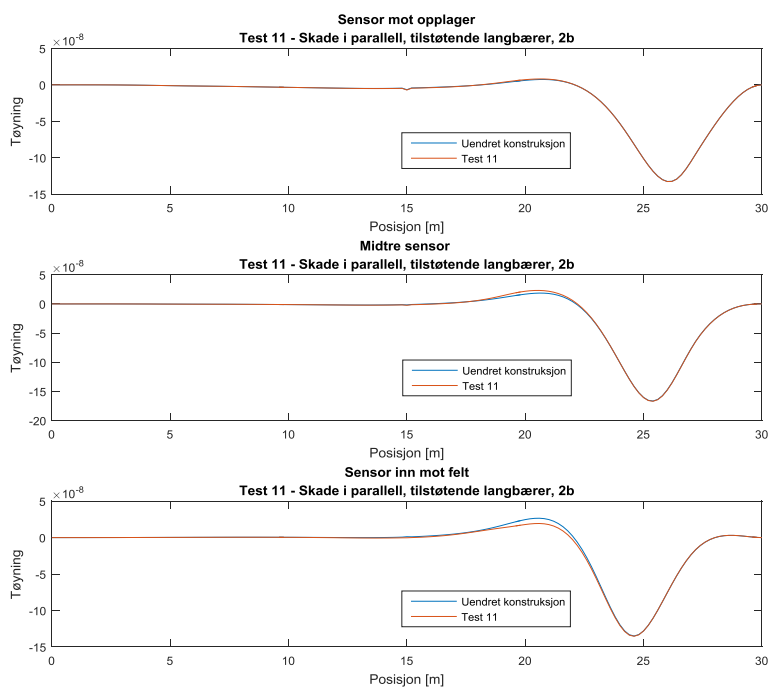 Sensor mot opplager
Test 11 - Skade i parallell, tilstøtende langbærer, 2b
×10⁻⁸
5
0
-5
-10
-15
Tøyning
Uendret konstruksjon
Test 11
0 5 10 15 20 25 30
Posisjon [m]
Midtre sensor
Test 11 - Skade i parallell, tilstøtende langbærer, 2b
×10⁻⁸
5
0
-5
-10
-15
-20
Tøyning
Uendret konstruksjon
Test 11
0 5 10 15 20 25 30
Posisjon [m]
Sensor inn mot felt
Test 11 - Skade i parallell, tilstøtende langbærer, 2b
×10⁻⁸
5
0
-5
-10
-15
Tøyning
Uendret konstruksjon
Test 11
0 5 10 15 20 25 30
Posisjon [m]